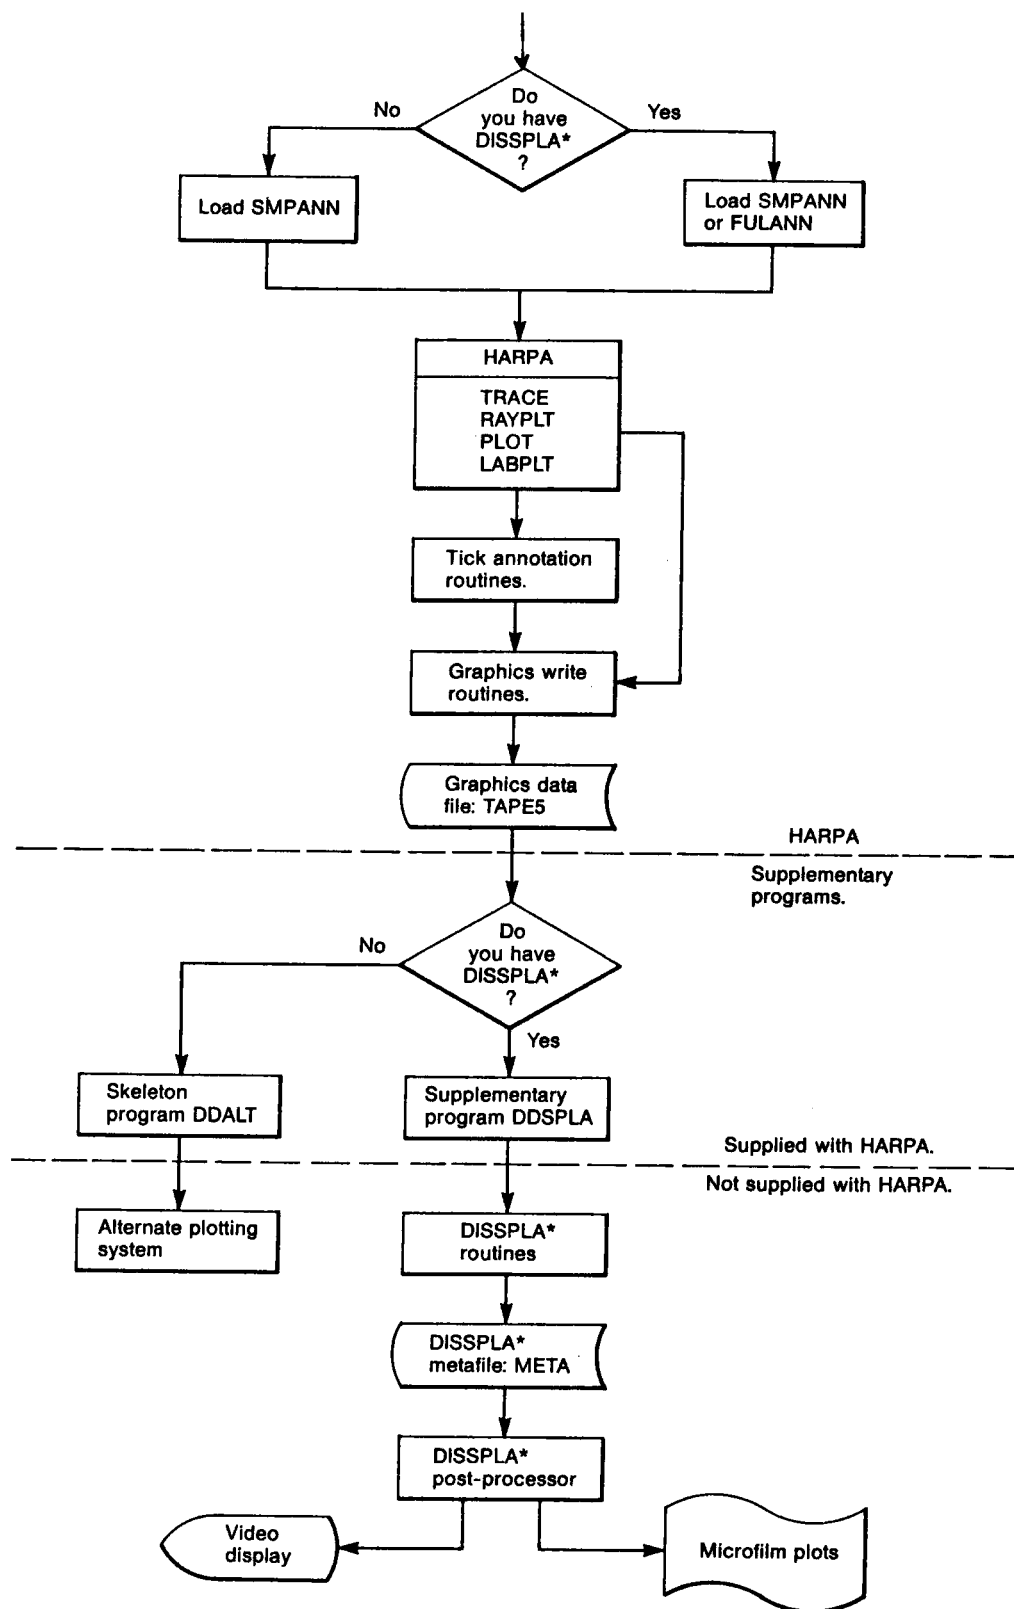 Do
you have
DISSPLA*
?
No
Yes
Load SMPANN
Load SMPANN
or FULANN
HARPA
TRACE
RAYPLT
PLOT
LABPLT
Tick annotation
routines.
Graphics write
routines.
Graphics data
file: TAPE5
HARPA
Supplementary
programs.
Do
you have
DISSPLA*
?
No
Yes
Skeleton
program DDALT
Supplementary
program DDSPLA
Supplied with HARPA.
Not supplied with HARPA.
Alternate plotting
system
DISSPLA*
routines
DISSPLA*
metafile: META
DISSPLA*
post-processor
Video
display
Microfilm plots